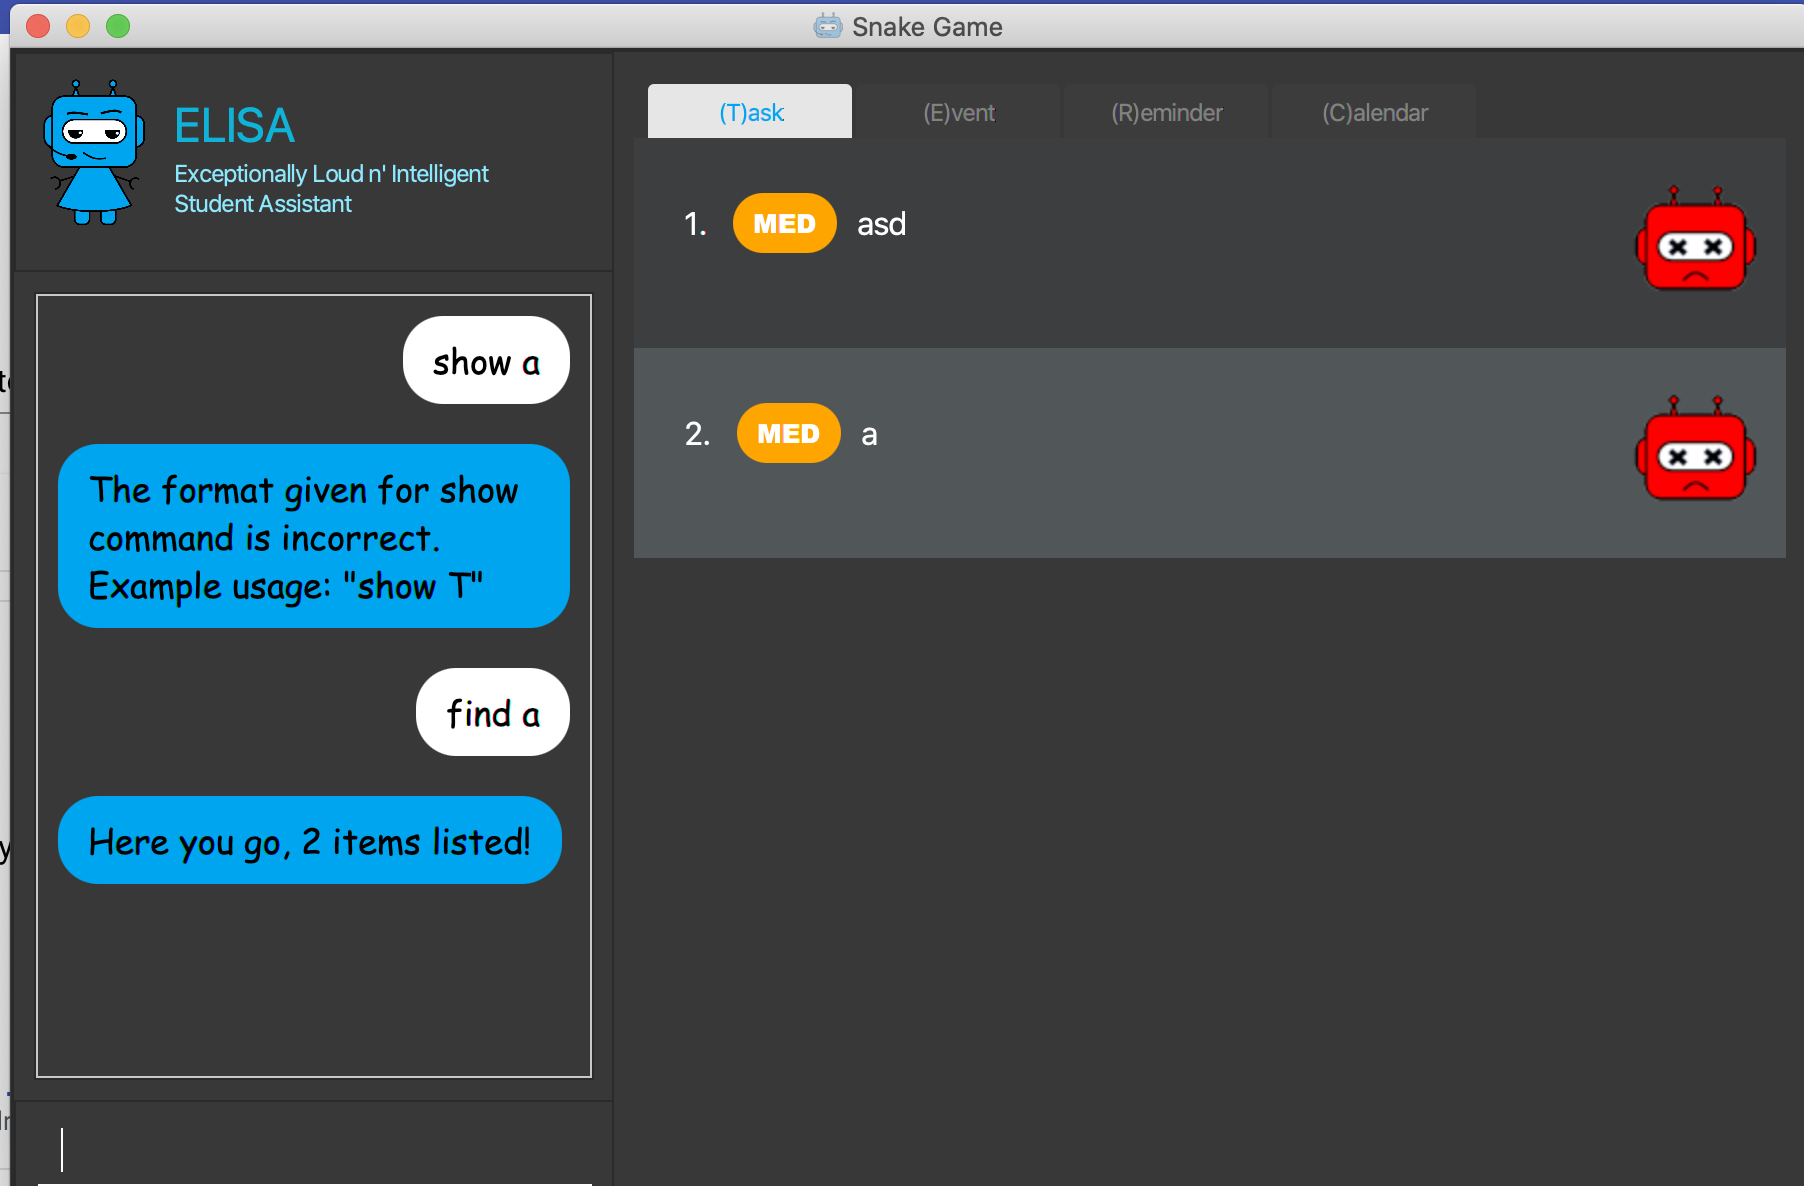 Snake Game
ELISA
Exceptionally Loud n' Intelligent
Student Assistant
show a
The format given for show
command is incorrect.
Example usage: "show T"
find a
Here you go, 2 items listed!
(T)ask (E)vent (R)eminder (C)alendar
1. MED asd
2. MED a